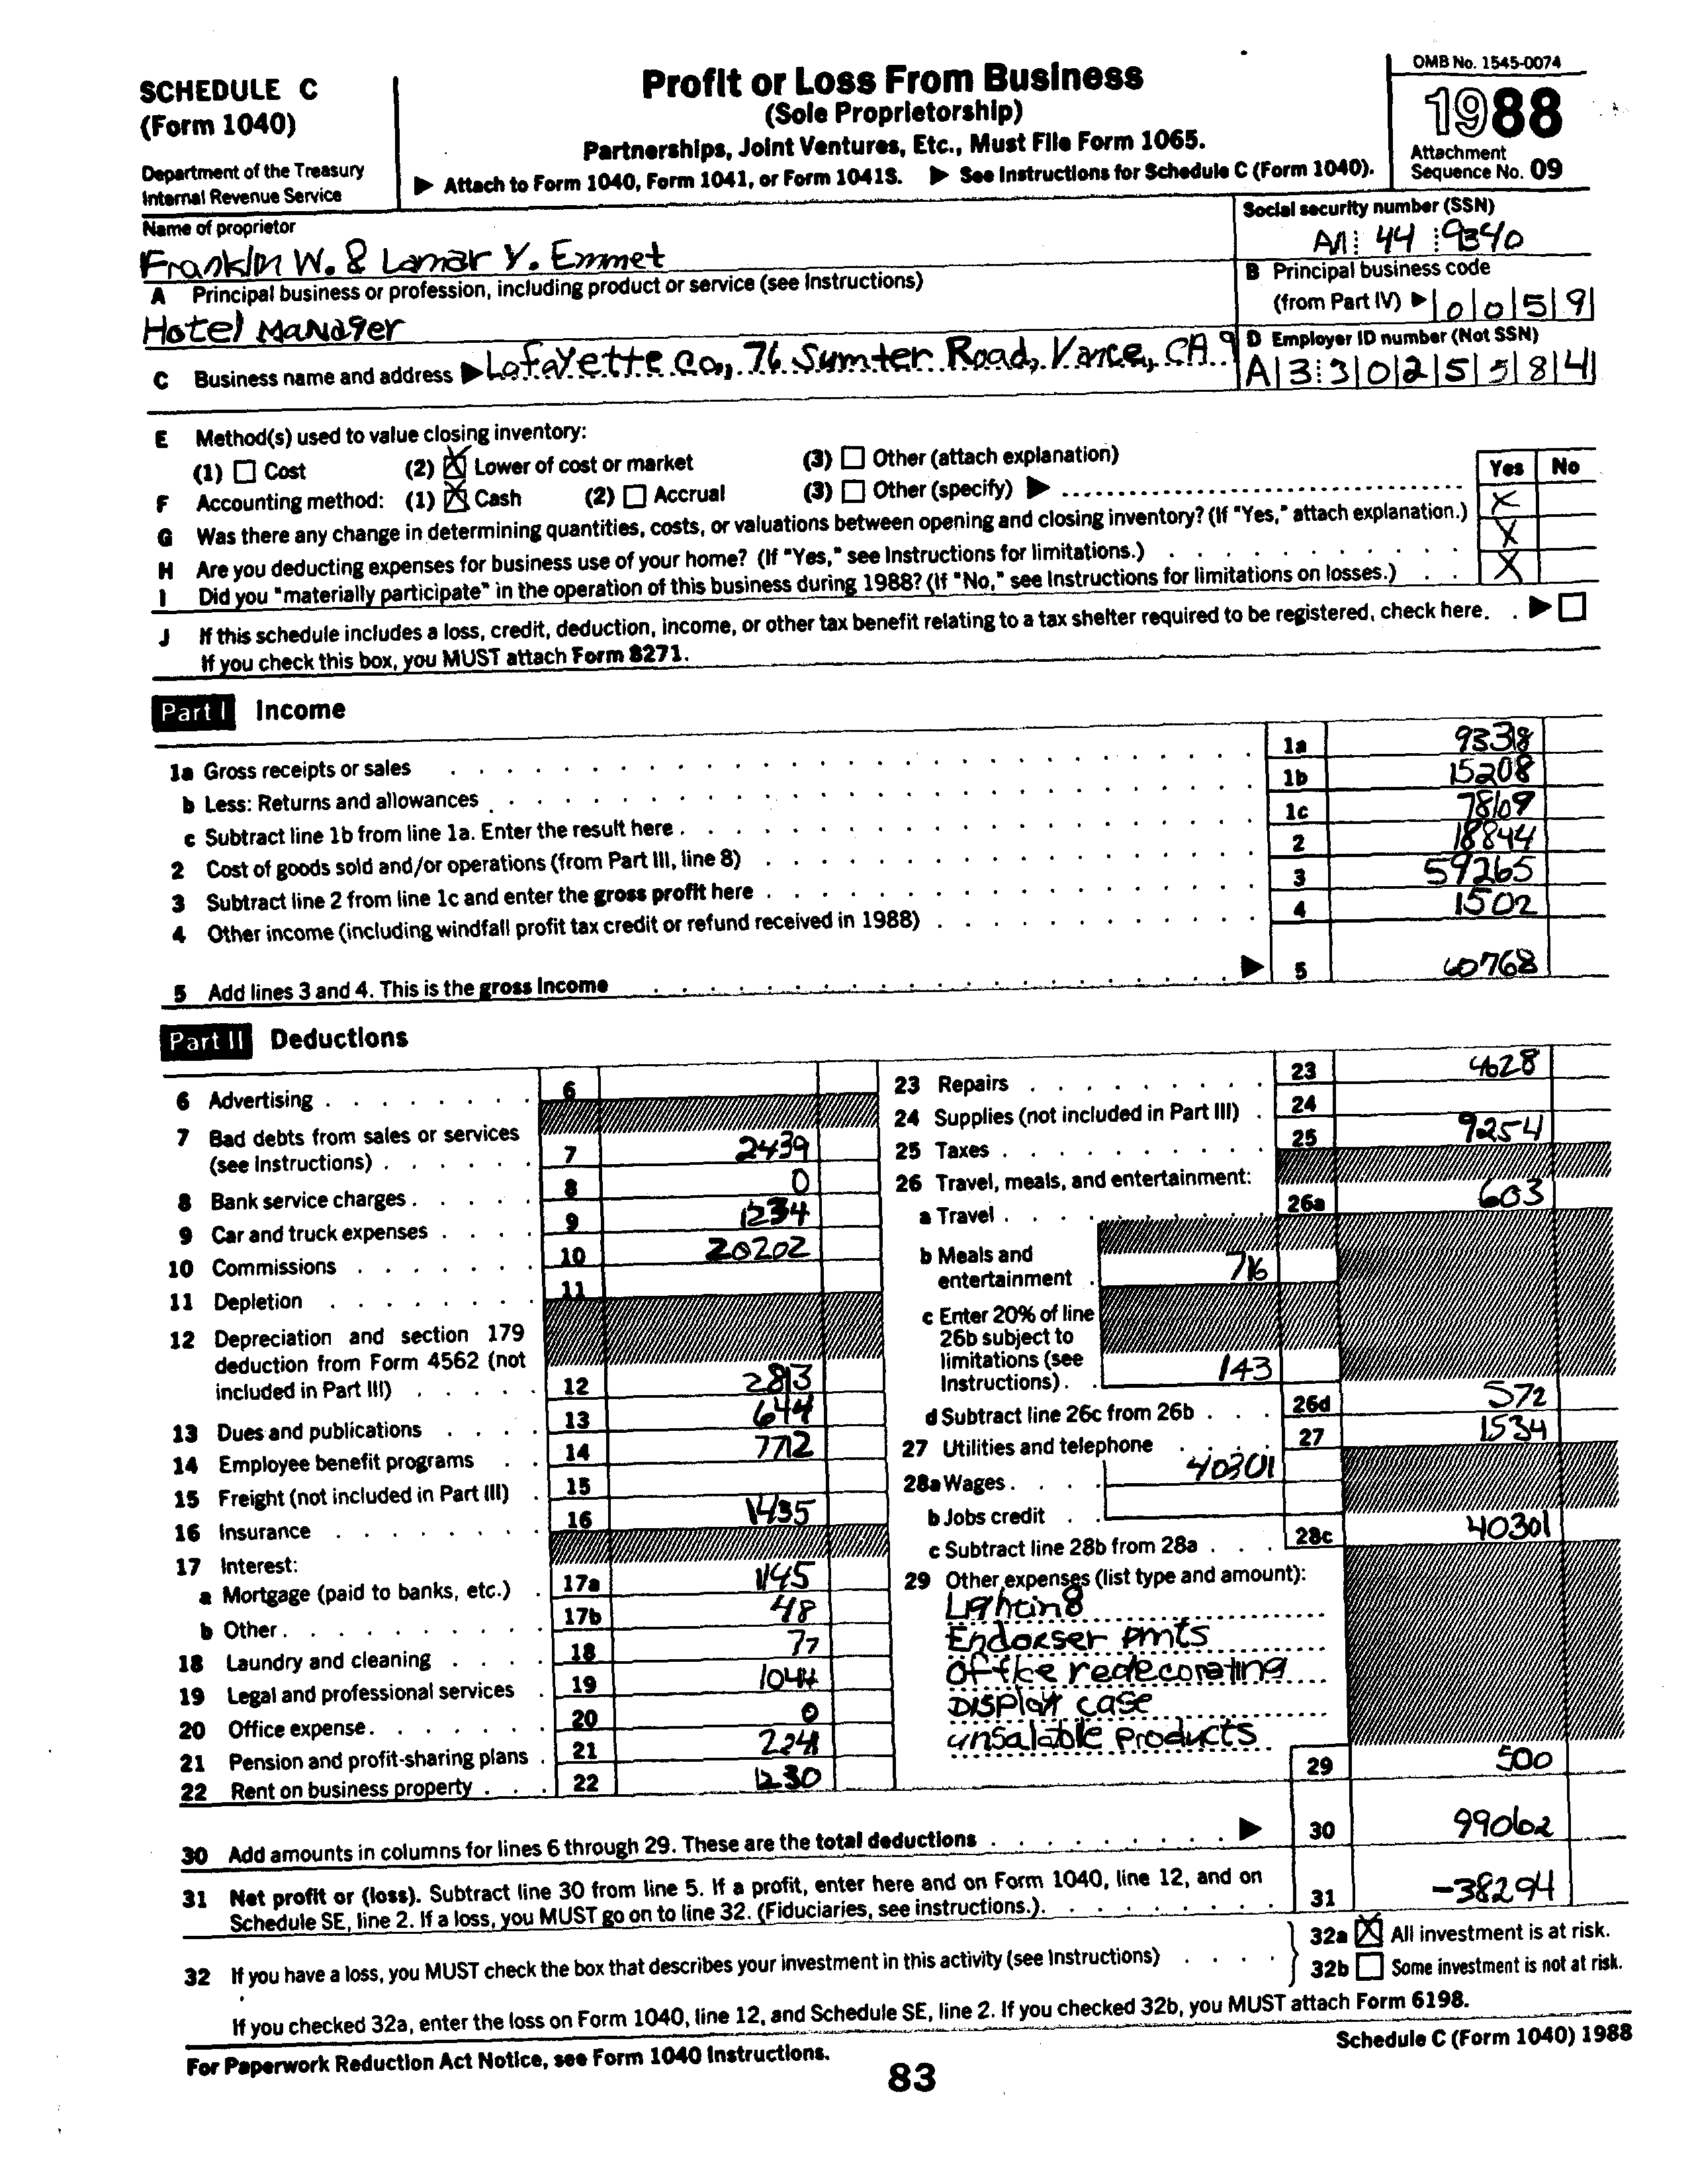 SCHEDULE C
(Form 1040)
Department of the Treasury
Internal Revenue Service
Profit or Loss From Business
(Sole Proprietorship)
Partnerships, Joint Ventures, Etc., Must File Form 1065.
▶ Attach to Form 1040, Form 1041, or Form 1041S. ▶ See Instructions for Schedule C (Form 1040).
OMB No. 1545-0074
1988
Attachment
Sequence No. 09
Name of proprietor
Franklin W. & Lamar Y. Emmet
Social security number (SSN)
44 9340
A Principal business or profession, including product or service (see Instructions)
Hotel Manager
B Principal business code
(from Part IV) ▶ 0 0 5 9
C Business name and address ▶ Lafayette Co., 76 Sumter Road, Vance, CA 9
D Employer ID number (Not SSN)
A 3 3 0 2 5 5 8 4
E Method(s) used to value closing inventory:
(1) ☐ Cost (2) ☒ Lower of cost or market (3) ☐ Other (attach explanation)
Yes No
F Accounting method: (1) ☒ Cash (2) ☐ Accrual (3) ☐ Other (specify) ▶
G Was there any change in determining quantities, costs, or valuations between opening and closing inventory? (If "Yes," attach explanation.) X
H Are you deducting expenses for business use of your home? (If "Yes," see Instructions for limitations.) X
I Did you "materially participate" in the operation of this business during 1988? (If "No," see Instructions for limitations on losses.) X
J If this schedule includes a loss, credit, deduction, income, or other tax benefit relating to a tax shelter required to be registered, check here. ▶ ☐
If you check this box, you MUST attach Form 8271.
Part I Income
1a Gross receipts or sales 1a 93318
b Less: Returns and allowances 1b 15208
c Subtract line 1b from line 1a. Enter the result here 1c 78109
2 Cost of goods sold and/or operations (from Part III, line 8) 2 18844
3 Subtract line 2 from line 1c and enter the gross profit here 3 59265
4 Other income (including windfall profit tax credit or refund received in 1988) 4 1502
5 Add lines 3 and 4. This is the gross income ▶ 5 60768
Part II Deductions
6 Advertising 6
7 Bad debts from sales or services
(see Instructions) 7 2439
8 Bank service charges 8 0
9 Car and truck expenses 9 1234
10 Commissions 10 20202
11 Depletion 11
12 Depreciation and section 179
deduction from Form 4562 (not
included in Part III) 12 2813
13 Dues and publications 13 644
14 Employee benefit programs 14 7712
15 Freight (not included in Part III) 15
16 Insurance 16 1435
17 Interest:
a Mortgage (paid to banks, etc.) 17a 1145
b Other 17b 48
18 Laundry and cleaning 18 77
19 Legal and professional services 19 1044
20 Office expense 20 0
21 Pension and profit-sharing plans 21 2241
22 Rent on business property 22 1230
23 Repairs 23 4628
24 Supplies (not included in Part III) 24
25 Taxes 25 9254
26 Travel, meals, and entertainment:
a Travel 26a 603
b Meals and
entertainment 716
c Enter 20% of line
26b subject to
limitations (see
Instructions) 143
d Subtract line 26c from 26b 26d 572
27 Utilities and telephone 27 1534
28a Wages 40301
b Jobs credit
c Subtract line 28b from 28a 28c 40301
29 Other expenses (list type and amount):
Lighting
Endorser pmts
Office redecorating
Display case
unsalable products
29 500
30 Add amounts in columns for lines 6 through 29. These are the total deductions ▶ 30 99062
31 Net profit or (loss). Subtract line 30 from line 5. If a profit, enter here and on Form 1040, line 12, and on
Schedule SE, line 2. If a loss, you MUST go on to line 32. (Fiduciaries, see instructions.) 31 -38294
32 If you have a loss, you MUST check the box that describes your investment in this activity (see Instructions)
32a ☒ All investment is at risk.
32b ☐ Some investment is not at risk.
If you checked 32a, enter the loss on Form 1040, line 12, and Schedule SE, line 2. If you checked 32b, you MUST attach Form 6198.
For Paperwork Reduction Act Notice, see Form 1040 Instructions.
Schedule C (Form 1040) 1988
83